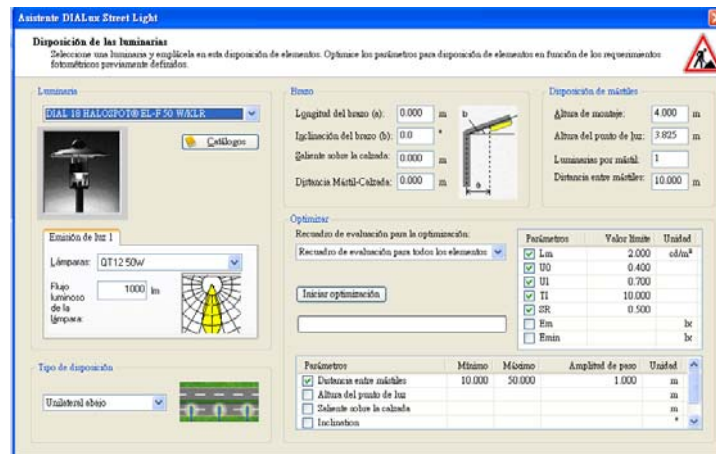 Asistente DIALux Street Light
Disposición de las luminarias
Seleccione una luminaria y emplácela en esta disposición de elementos. Optimice los parámetros para disposición de elementos en función de los requerimientos
fotométricos previamente definidos.
Luminaria
DIAL 18 HALOSPOT® EL-F 50 W/KLR
Catálogos
Emisión de luz 1
Lámparas: QT12 50W
Flujo luminoso de la lámpara: 1000 lm
Tipo de disposición
Unilateral abajo
Brazo
Longitud del brazo (a): 0.000 m
Inclinación del brazo (b): 0.0 °
Saliente sobre la calzada: 0.000 m
Distancia Mástil-Calzada: 0.000 m
b
a
Disposición de mástiles
Altura de montaje: 4.000 m
Altura del punto de luz: 3.825 m
Luminarias por mástil: 1
Distancia entre mástiles: 10.000 m
Optimizar
Recuadro de evaluación para la optimización:
Recuadro de evaluación para todos los elementos
Iniciar optimización
Parámetros Valor límite Unidad
Lm 2.000 cd/m²
U0 0.400
Ul 0.700
TI 10.000
SR 0.500
Em lx
Emin lx
Parámetros Mínimo Máximo Amplitud de paso Unidad
Distancia entre mástiles 10.000 50.000 1.000 m
Altura del punto de luz m
Saliente sobre la calzada m
Inclination °